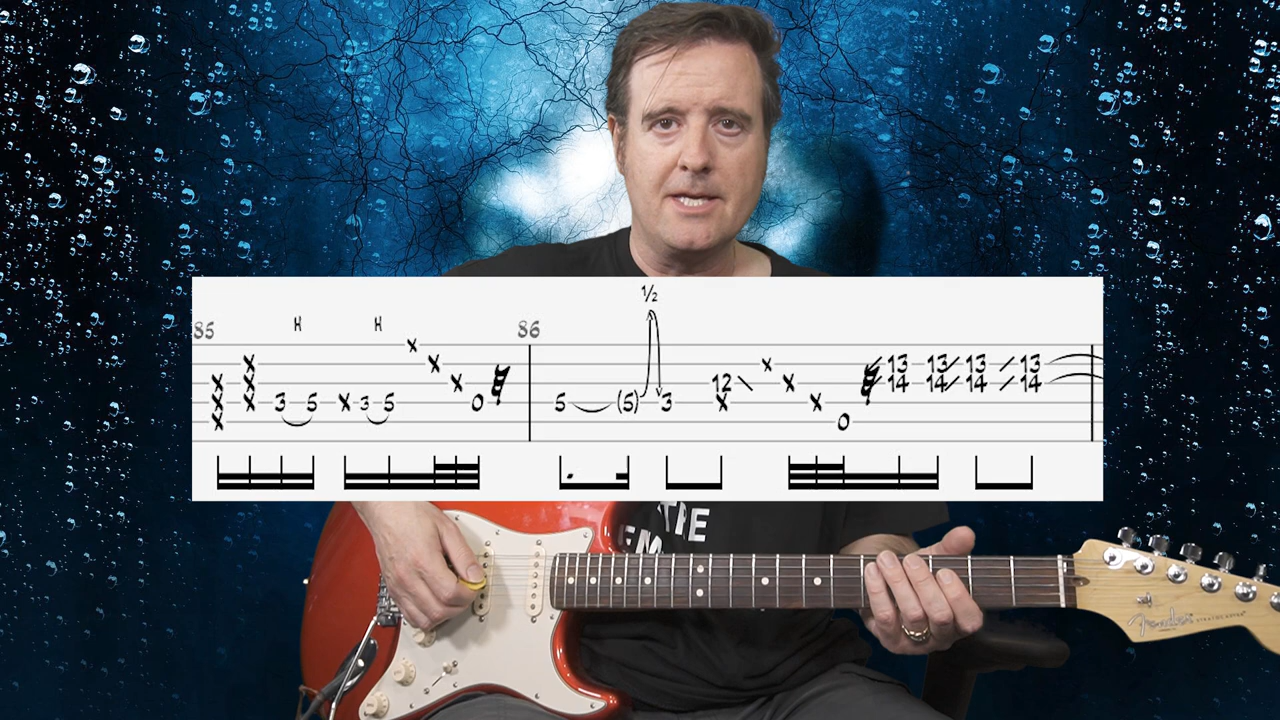 ½
85 H H 86
x
x x x 13 13 13 13
x x x 12 x 14 14 14 14
x x 3 5 x 3 5 0 5 (5) 3 x x
x 0
Fender STRATOCASTER